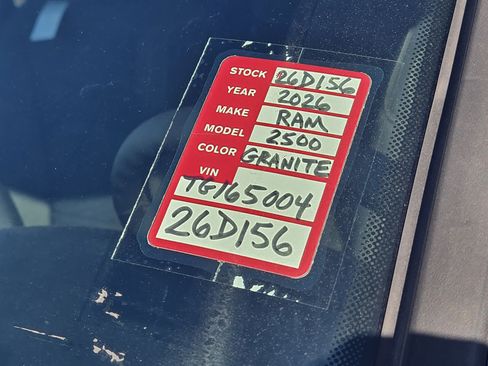 STOCK 26D156
YEAR 2026
MAKE RAM
MODEL 2500
COLOR GRANITE
VIN
TG165004
26D156